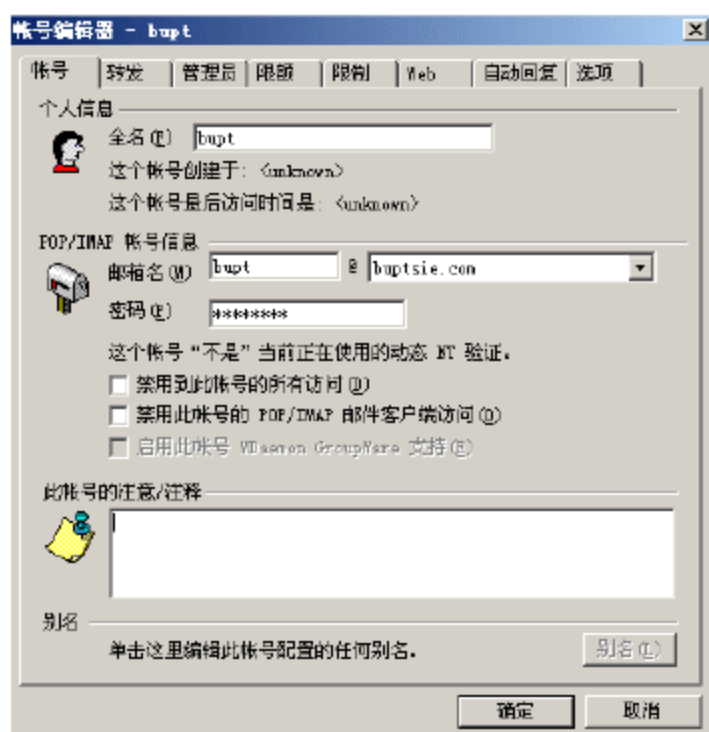 帐号编辑器 - bupt
帐号 转发 管理员 限额 限制 Web 自动回复 选项
个人信息
全名(F) bupt
这个帐号创建于: <unknown>
这个帐号最后访问时间是: <unknown>
POP/IMAP 帐号信息
邮箱名(M) bupt @ buptsie.com
密码(P) ********
这个帐号“不是”当前正在使用的动态 NT 验证.
禁用到此帐号的所有访问(D)
禁用此帐号的 POP/IMAP 邮件客户端访问(O)
启用此帐号 MDaemon GroupWare 支持(E)
此帐号的注意/注释
别名
单击这里编辑此帐号配置的任何别名.
别名(L)
确定 取消